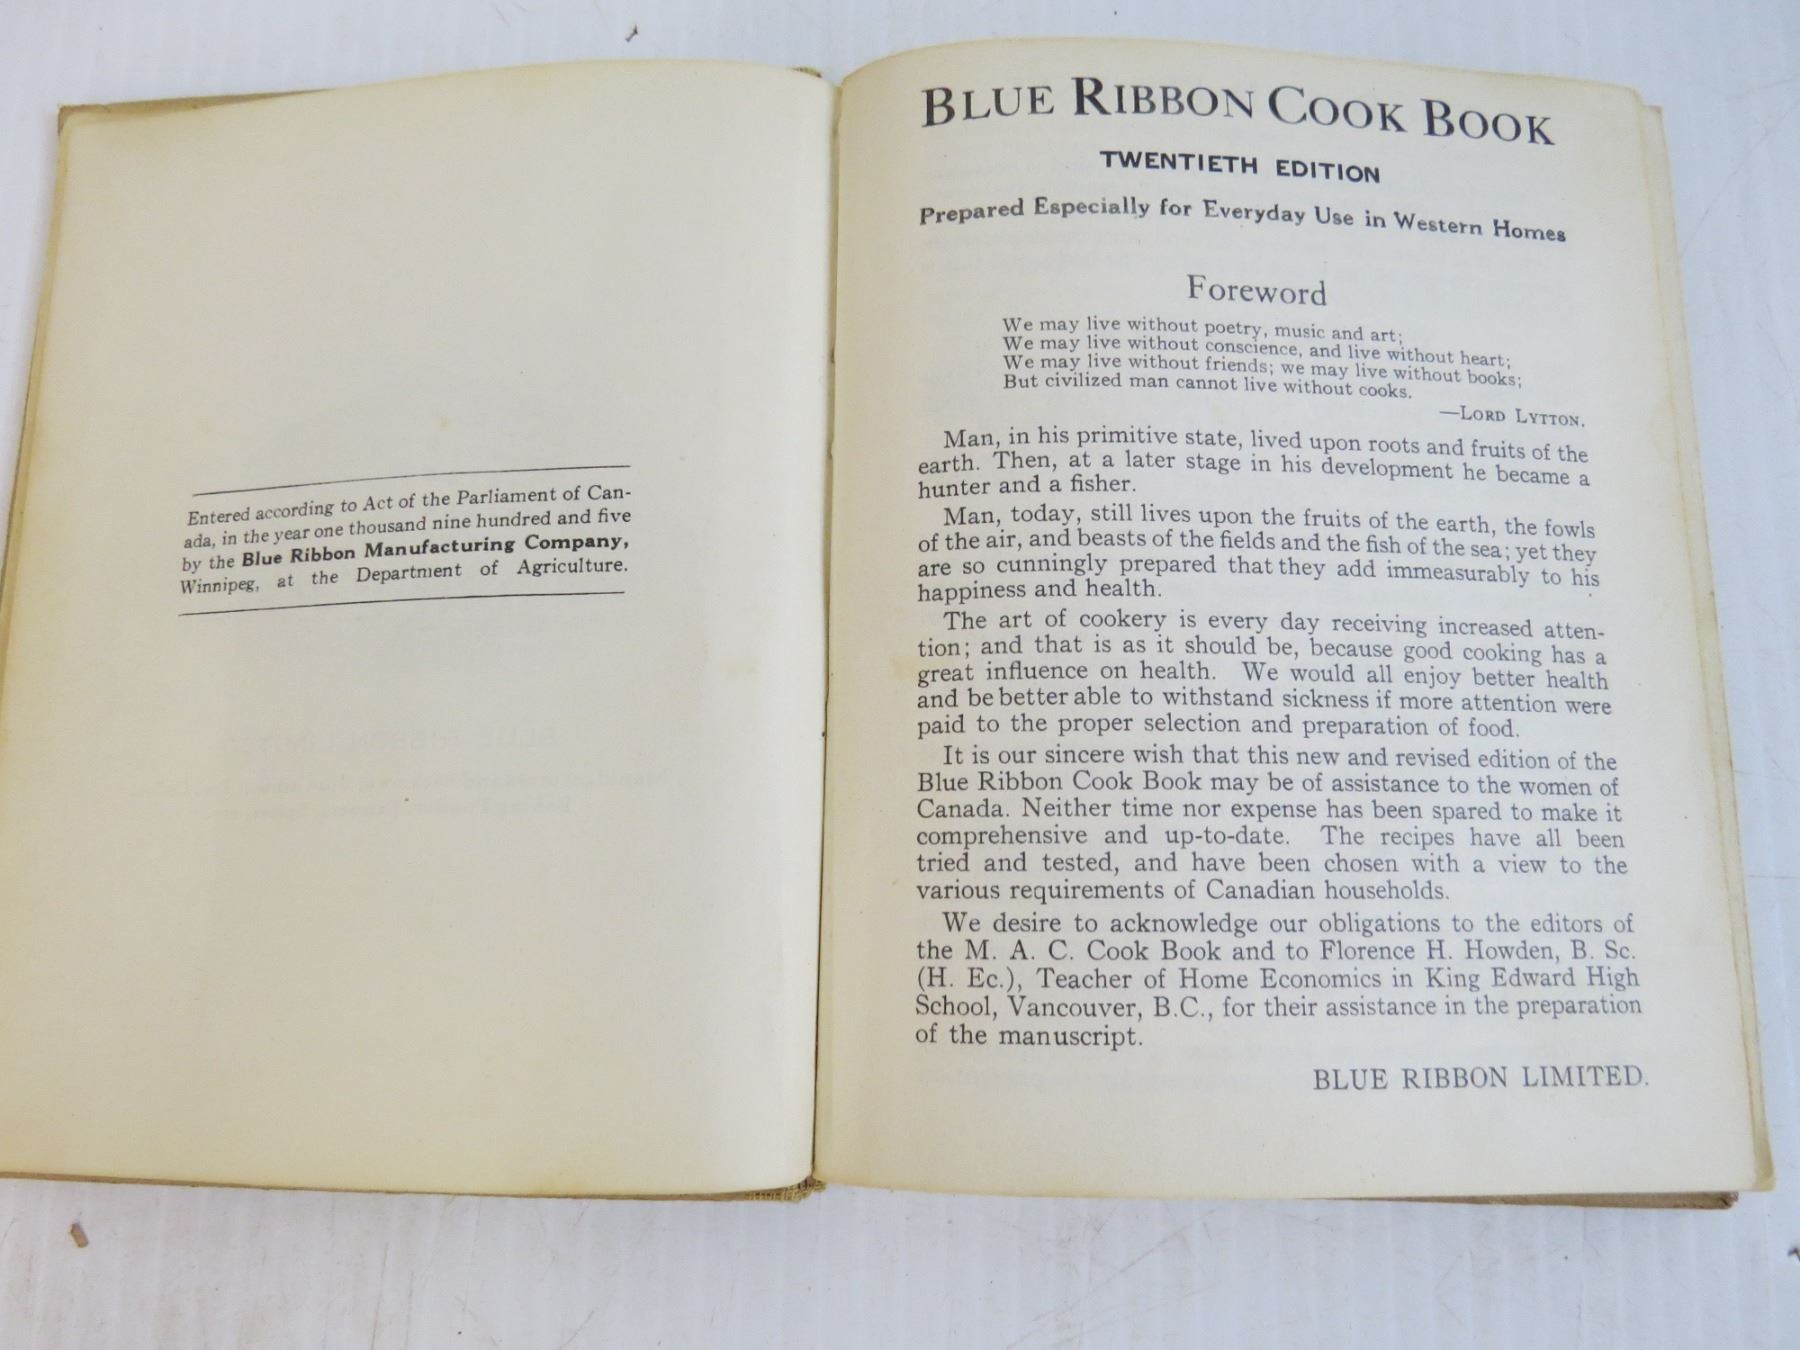 Entered according to Act of the Parliament of Can-
ada, in the year one thousand nine hundred and five
by the Blue Ribbon Manufacturing Company,
Winnipeg, at the Department of Agriculture.
BLUE RIBBON COOK BOOK
TWENTIETH EDITION
Prepared Especially for Everyday Use in Western Homes
Foreword
We may live without poetry, music and art;
We may live without conscience, and live without heart;
We may live without friends; we may live without books;
But civilized man cannot live without cooks.
—LORD LYTTON.
Man, in his primitive state, lived upon roots and fruits of the
earth. Then, at a later stage in his development he became a
hunter and a fisher.
Man, today, still lives upon the fruits of the earth, the fowls
of the air, and beasts of the fields and the fish of the sea; yet they
are so cunningly prepared that they add immeasurably to his
happiness and health.
The art of cookery is every day receiving increased atten-
tion; and that is as it should be, because good cooking has a
great influence on health. We would all enjoy better health
and be better able to withstand sickness if more attention were
paid to the proper selection and preparation of food.
It is our sincere wish that this new and revised edition of the
Blue Ribbon Cook Book may be of assistance to the women of
Canada. Neither time nor expense has been spared to make it
comprehensive and up-to-date. The recipes have all been
tried and tested, and have been chosen with a view to the
various requirements of Canadian households.
We desire to acknowledge our obligations to the editors of
the M. A. C. Cook Book and to Florence H. Howden, B. Sc.
(H. Ec.), Teacher of Home Economics in King Edward High
School, Vancouver, B.C., for their assistance in the preparation
of the manuscript.
BLUE RIBBON LIMITED.